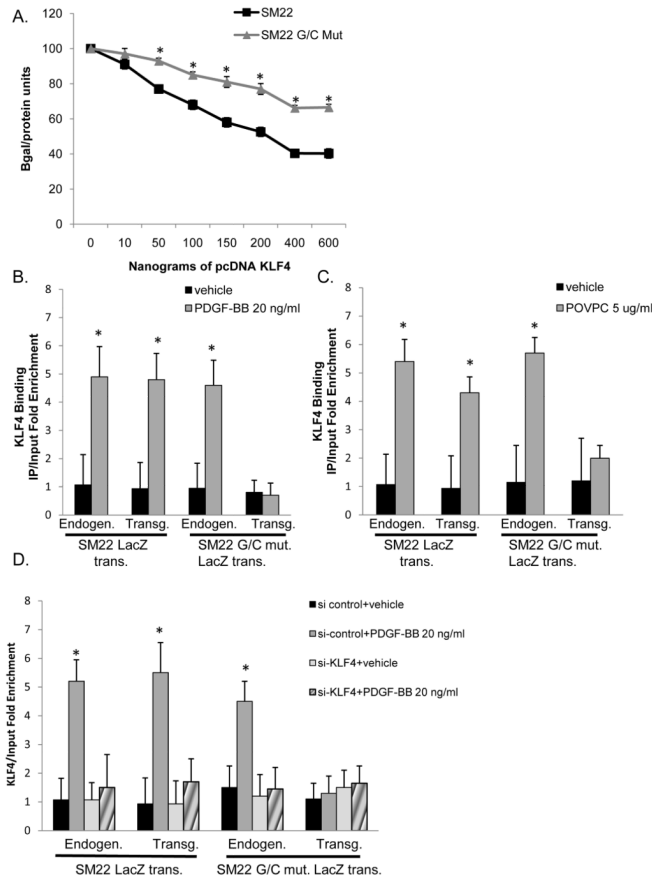 A.
SM22
SM22 G/C Mut
120
100
80
60
40
20
0
Bgal/protein units
* * * * * *
0 10 50 100 150 200 400 600
Nanograms of pcDNA KLF4
B.
vehicle
PDGF-BB 20 ng/ml
8
7
6
5
4
3
2
1
0
KLF4 Binding
IP/Input Fold Enrichment
* * *
Endogen. Transg. Endogen. Transg.
SM22 LacZ
trans.
SM22 G/C mut.
LacZ trans.
C.
vehicle
POVPC 5 ug/ml
8
7
6
5
4
3
2
1
0
KLF4 Binding
IP/Input Fold Enrichment
* * *
Endogen. Transg. Endogen. Transg.
SM22 LacZ
trans.
SM22 G/C mut.
LacZ trans.
D.
si control+vehicle
si-control+PDGF-BB 20 ng/ml)
si-KLF4+vehicle
si-KLF4+PDGF-BB 20 ng/ml)
8
7
6
5
4
3
2
1
0
KLF4/Input Fold Enrichment
* * *
Endogen. Transg. Endogen. Transg.
SM22 LacZ trans. SM22 G/C mut. LacZ trans.